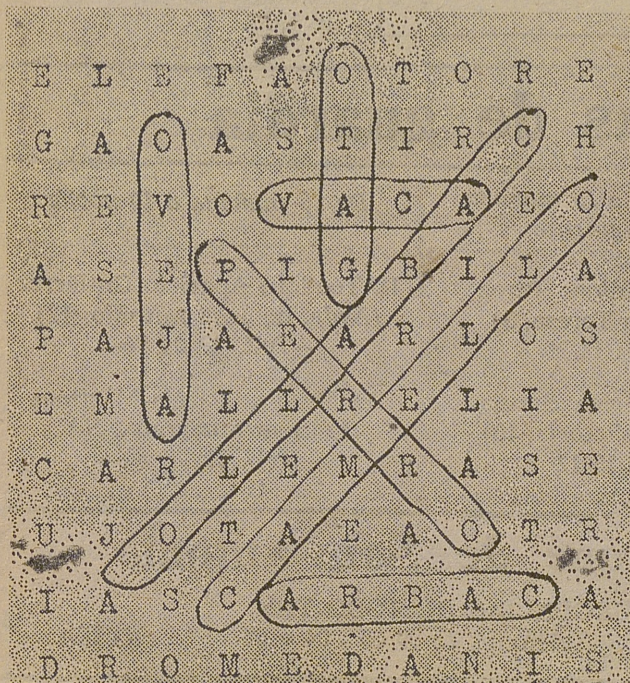 E L E F A O T O R E
G A O A S T I R C H
R E V O V A C A E O
A S E P I G B I L A
P A J A E A R L O S
E M A L L R E L I A
C A R L E M R A S E
U J O T A E A O T R
I A S C A R B A C A
D R O M E D A N I S